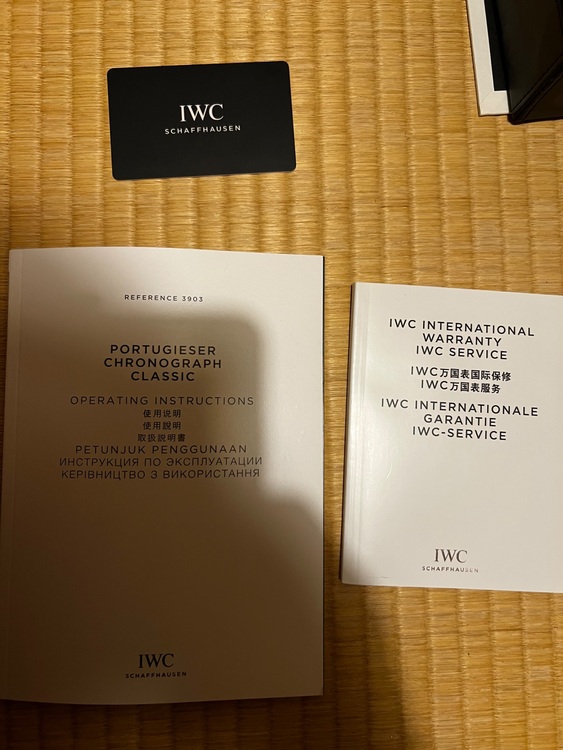 IWC
SCHAFFHAUSEN
REFERENCE 3903
PORTUGIESER
CHRONOGRAPH
CLASSIC
OPERATING INSTRUCTIONS
使用说明
使用說明
取扱説明書
PETUNJUK PENGGUNAAN
ИНСТРУКЦИЯ ПО ЭКСПЛУАТАЦИИ
КЕРІВНИЦТВО З ВИКОРИСТАННЯ
IWC
SCHAFFHAUSEN
IWC INTERNATIONAL
WARRANTY
IWC SERVICE
IWC万国表国际保修
IWC万国表服务
IWC INTERNATIONALE
GARANTIE
IWC-SERVICE
IWC
SCHAFFHAUSEN